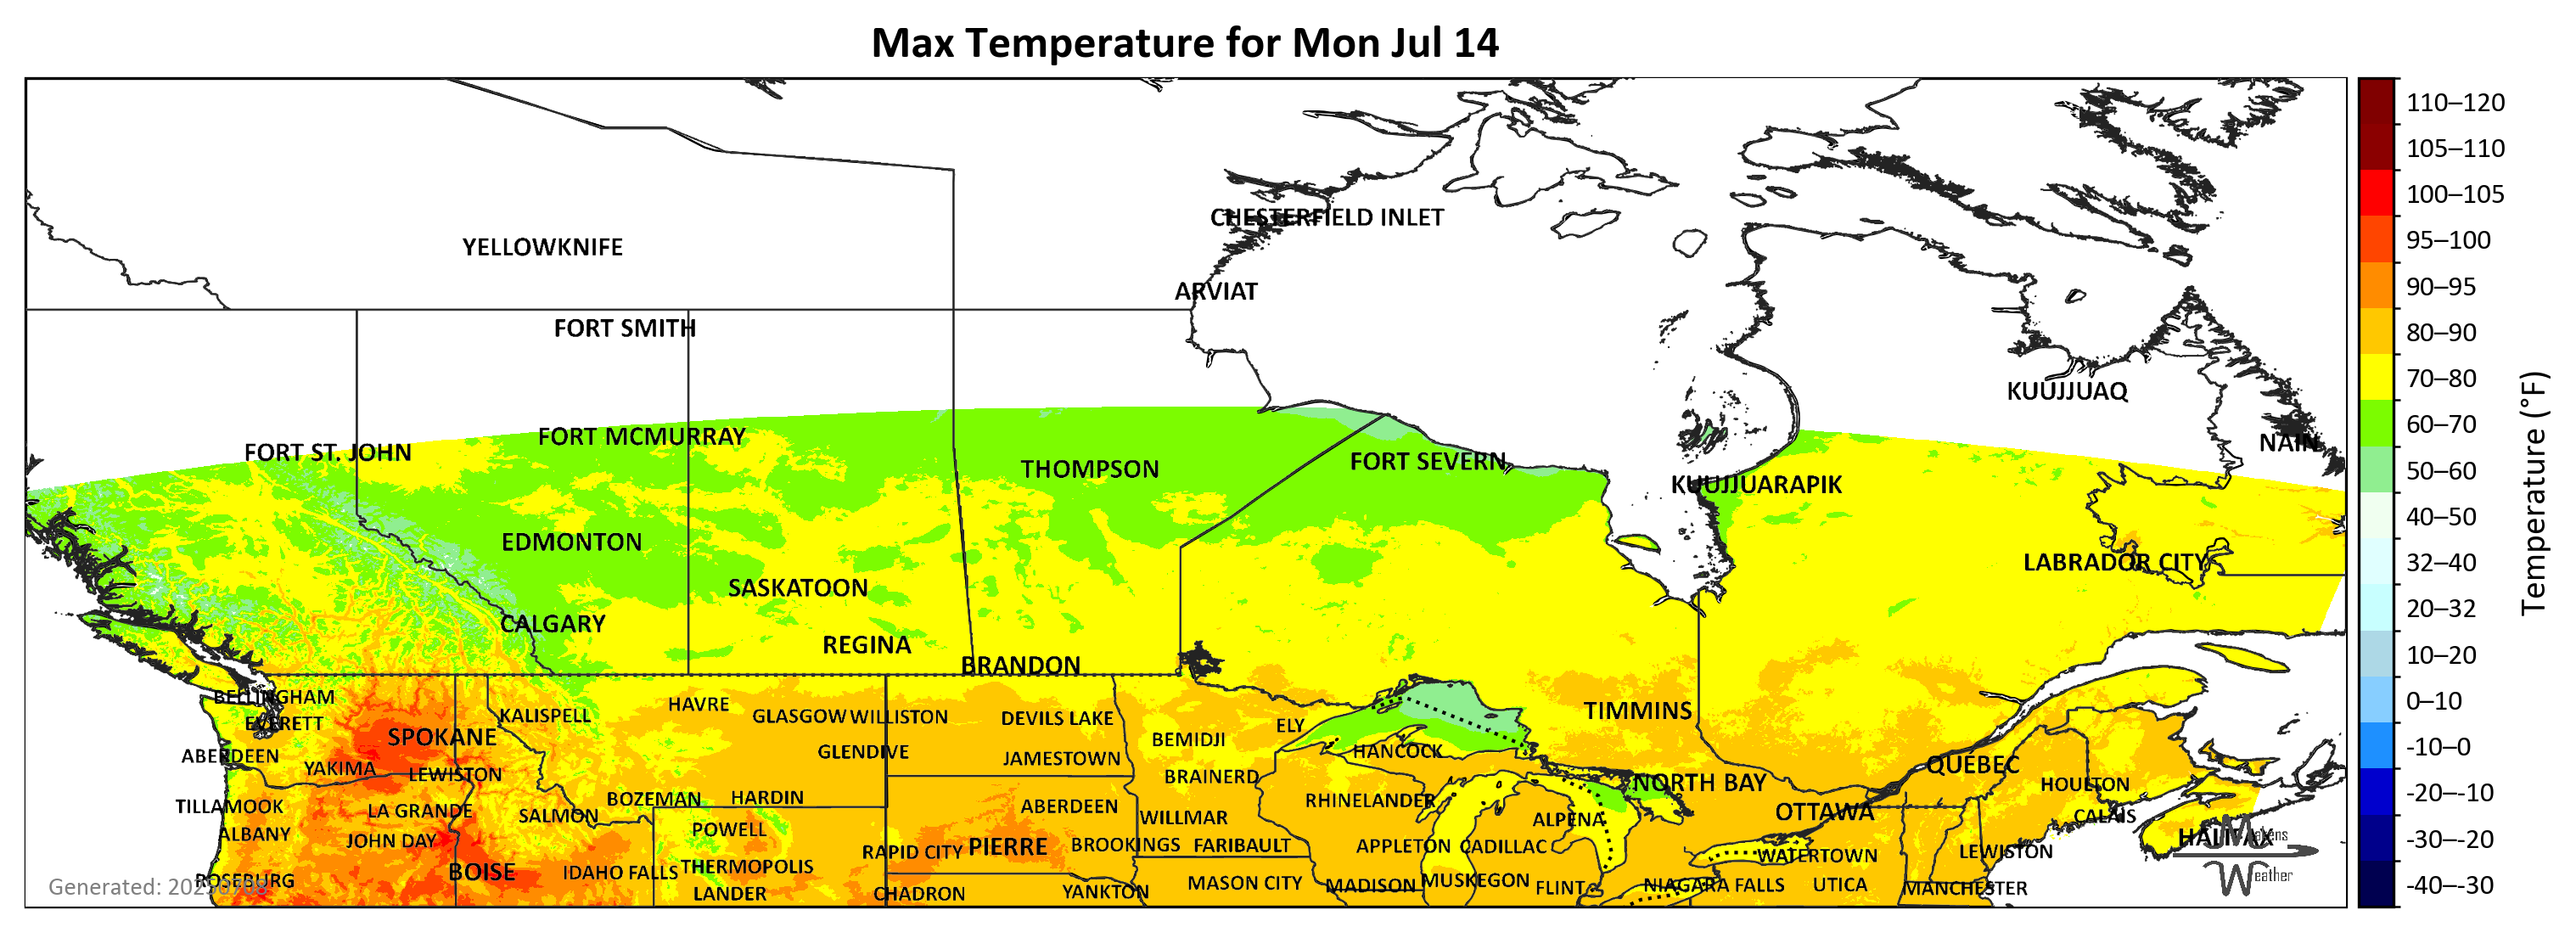 Max Temperature for Mon Jul 14
CHESTERFIELD INLET
YELLOWKNIFE
ARVIAT
FORT SMITH
KUUJJUAQ
FORT MCMURRAY
NAIN
FORT ST. JOHN
FORT SEVERN
THOMPSON
KUUJJUARAPIK
EDMONTON
LABRADOR CITY
SASKATOON
CALGARY
REGINA
BRANDON
BELLINGHAM
HAVRE
TIMMINS
KALISPELL
GLASGOW WILLISTON
DEVILS LAKE
EVERETT
ELY
SPOKANE
BEMIDJI
HANCOCK
GLENDIVE
ABERDEEN
JAMESTOWN
QUÉBEC
YAKIMA
LEWISTON
BRAINERD
NORTH BAY
HOULTON
BOZEMAN
HARDIN
RHINELANDER
TILLAMOOK
ABERDEEN
LA GRANDE
SALMON
WILLMAR
ALPENA
OTTAWA
CALAIS
POWELL
ALBANY
JOHN DAY
HALIFAX
Makens
Weather
BROOKINGS
FARIBAULT
APPLETON
CADILLAC
PIERRE
RAPID CITY
LEWISTON
WATERTOWN
THERMOPOLIS
BOISE
IDAHO FALLS
ROSEBURG
MASON CITY
MADISON
MUSKEGON
FLINT
NIAGARA FALLS
UTICA
MANCHESTER
LANDER
CHADRON
YANKTON
Generated: 20250708
110–120
105–110
100–105
95–100
90–95
80–90
70–80
60–70
50–60
40–50
32–40
20–32
10–20
0–10
-10–0
-20–-10
-30–-20
-40–-30
Temperature (°F)